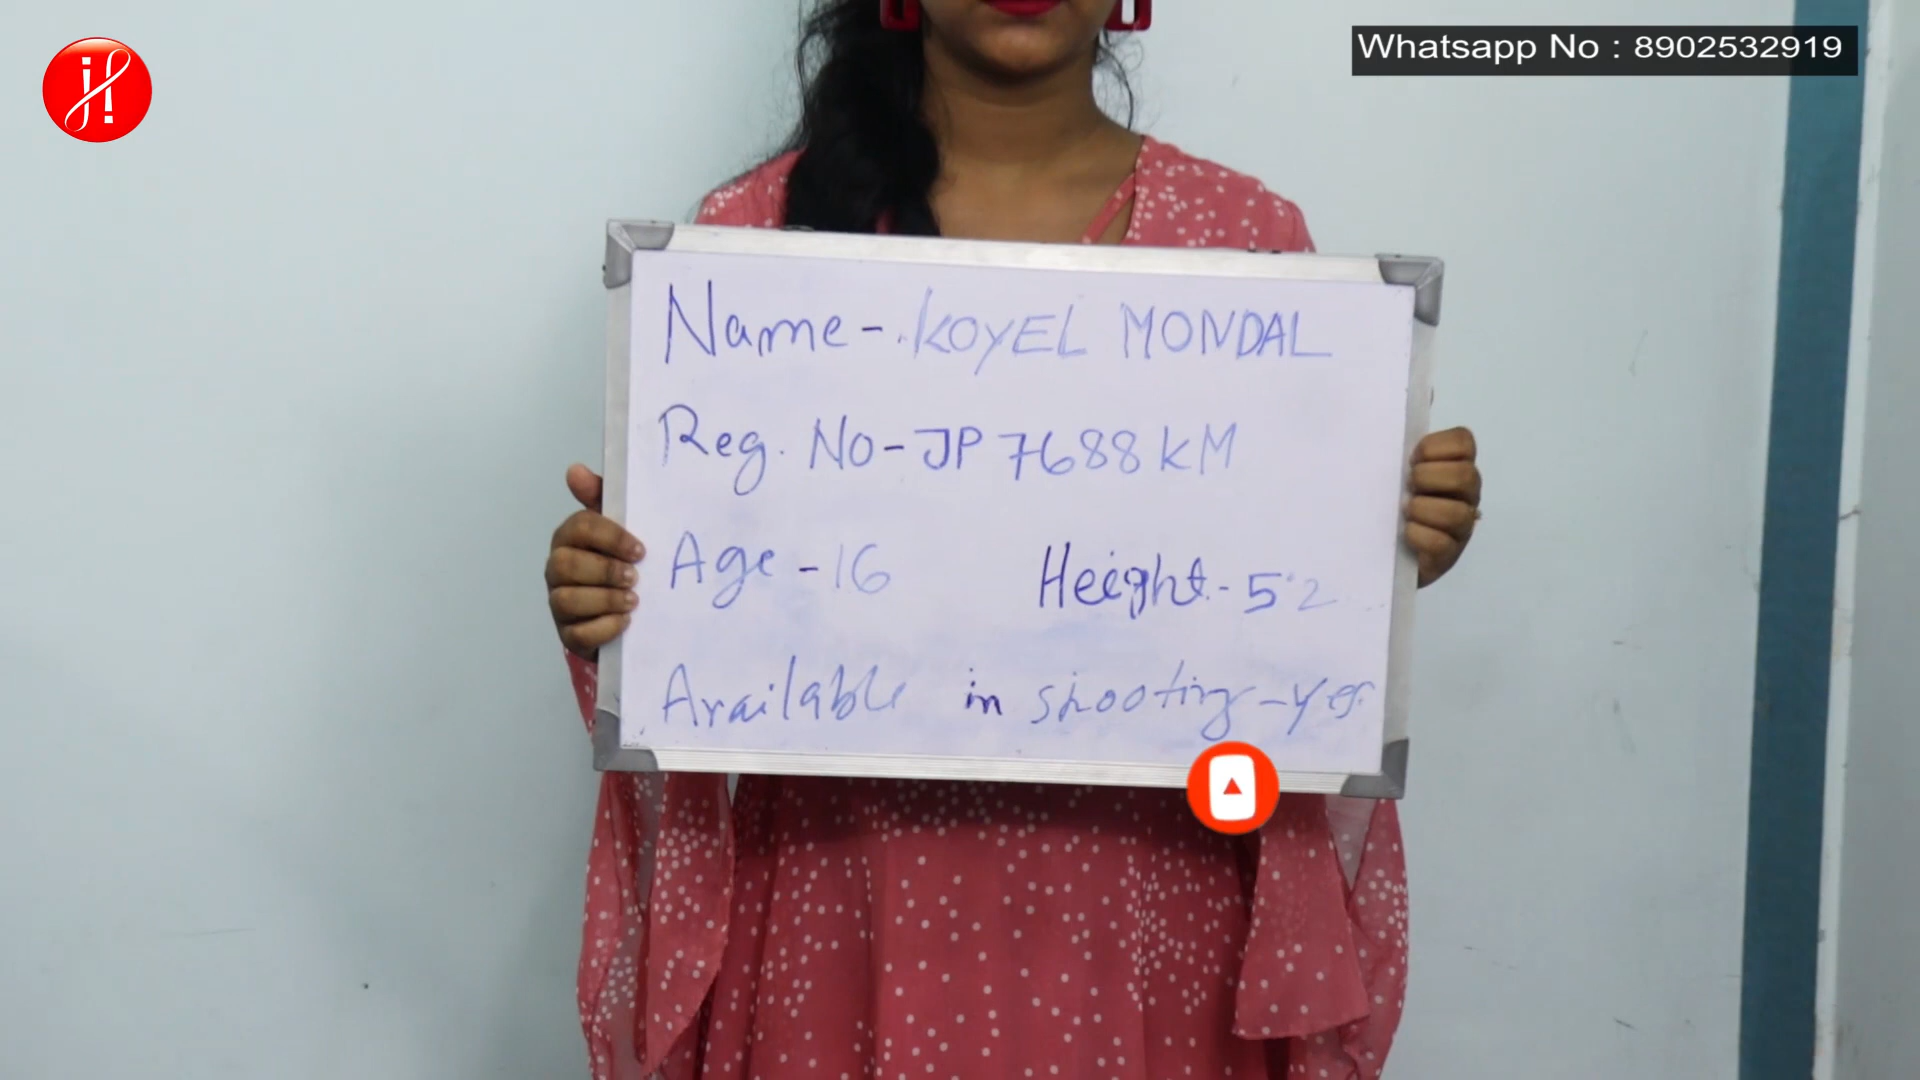 Whatsapp No : 8902532919
Name - KOYEL MONDAL
Reg. No - JP 7688 KM
Age - 16 Height - 5'2
Available in shooting - yes.